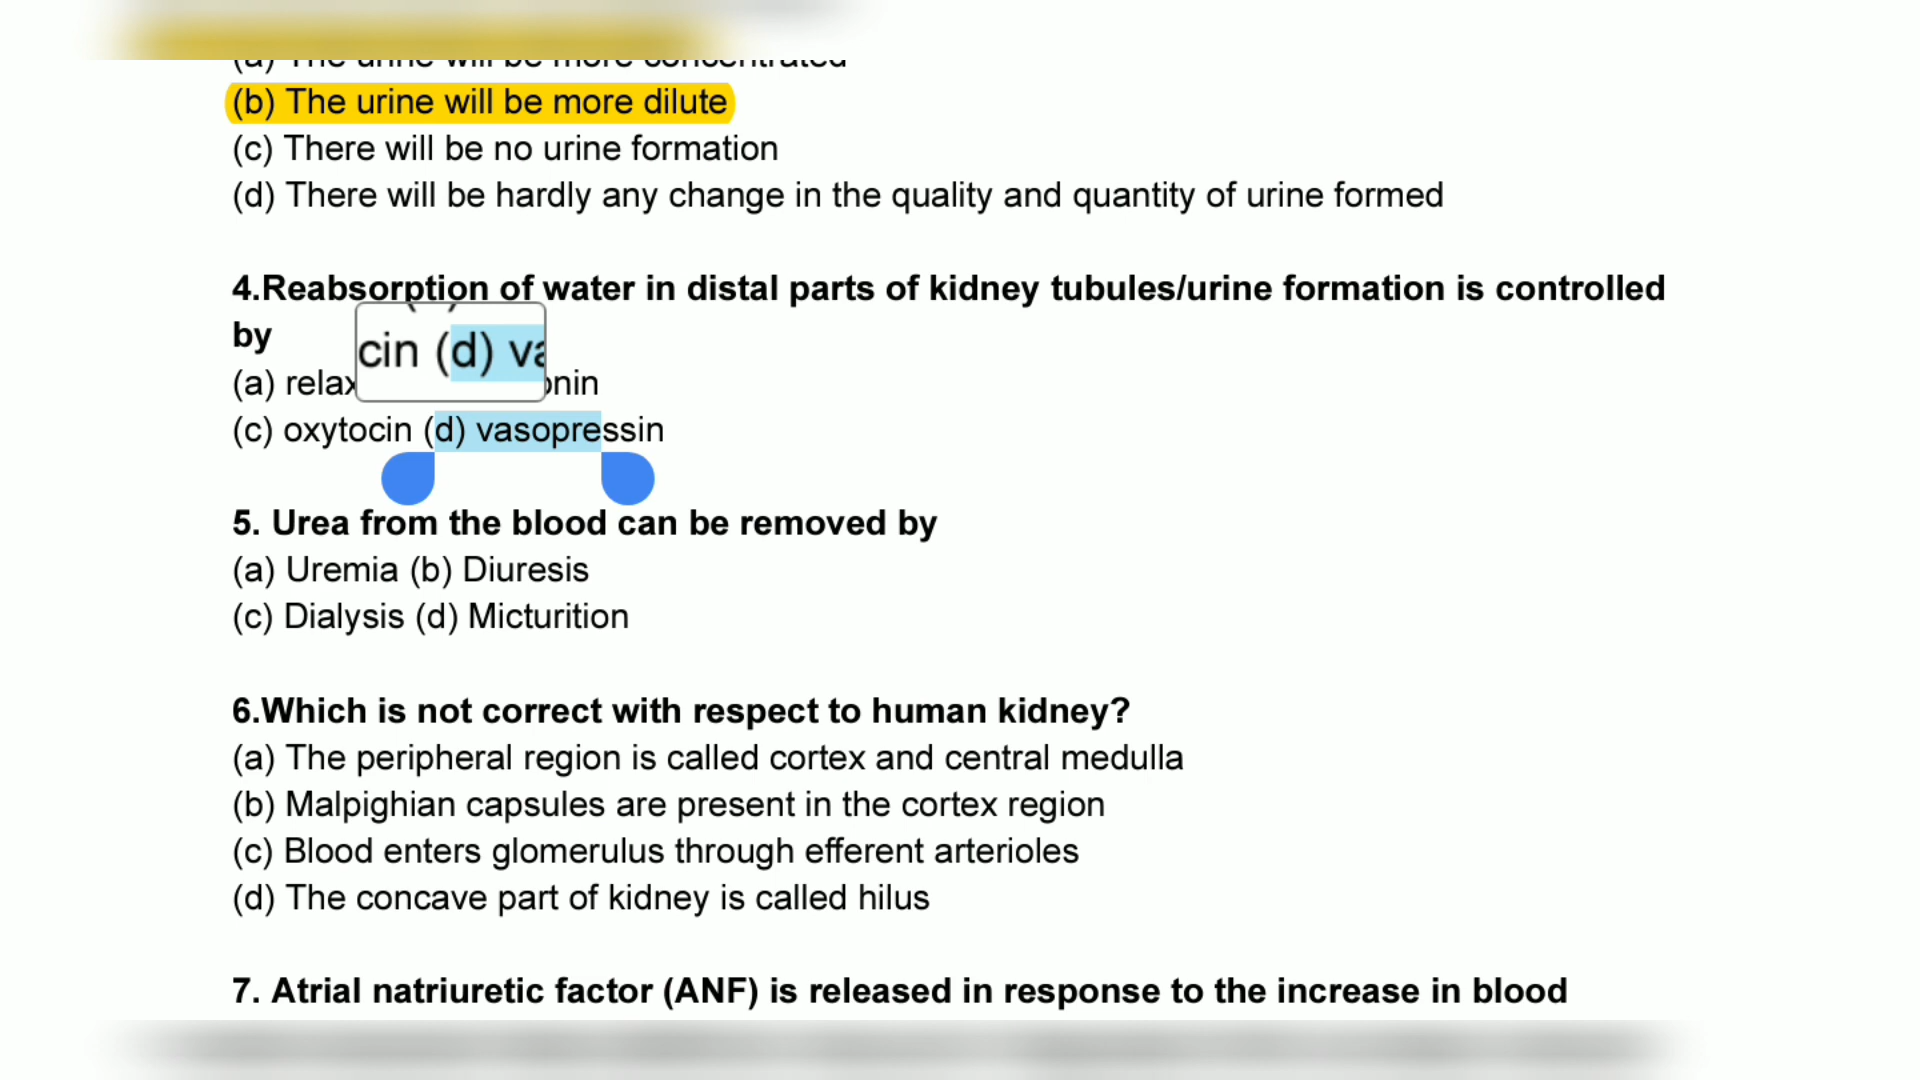 (b) The urine will be more dilute
(c) There will be no urine formation
(d) There will be hardly any change in the quality and quantity of urine formed
4.Reabsorption of water in distal parts of kidney tubules/urine formation is controlled
by
cin (d) va
(a)
(c) oxytocin (d) vasopressin
5. Urea from the blood can be removed by
(a) Uremia (b) Diuresis
(c) Dialysis (d) Micturition
6.Which is not correct with respect to human kidney?
(a) The peripheral region is called cortex and central medulla
(b) Malpighian capsules are present in the cortex region
(c) Blood enters glomerulus through efferent arterioles
(d) The concave part of kidney is called hilus
7. Atrial natriuretic factor (ANF) is released in response to the increase in blood